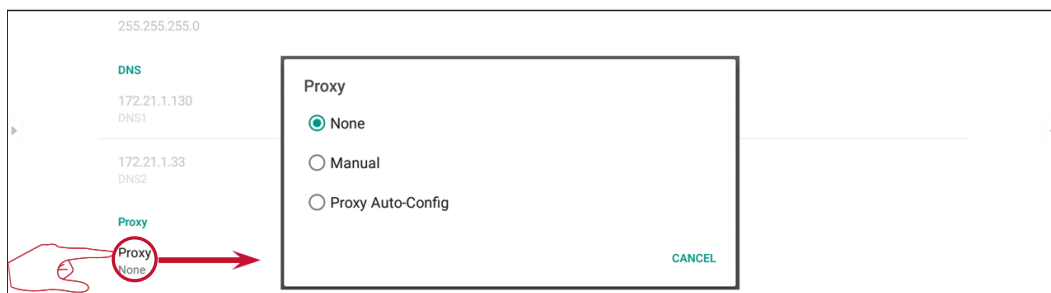 255.255.255.0
DNS
172.21.1.130
DNS1
172.21.1.33
DNS2
Proxy
Proxy
None
Proxy
None
Manual
Proxy Auto-Config
CANCEL